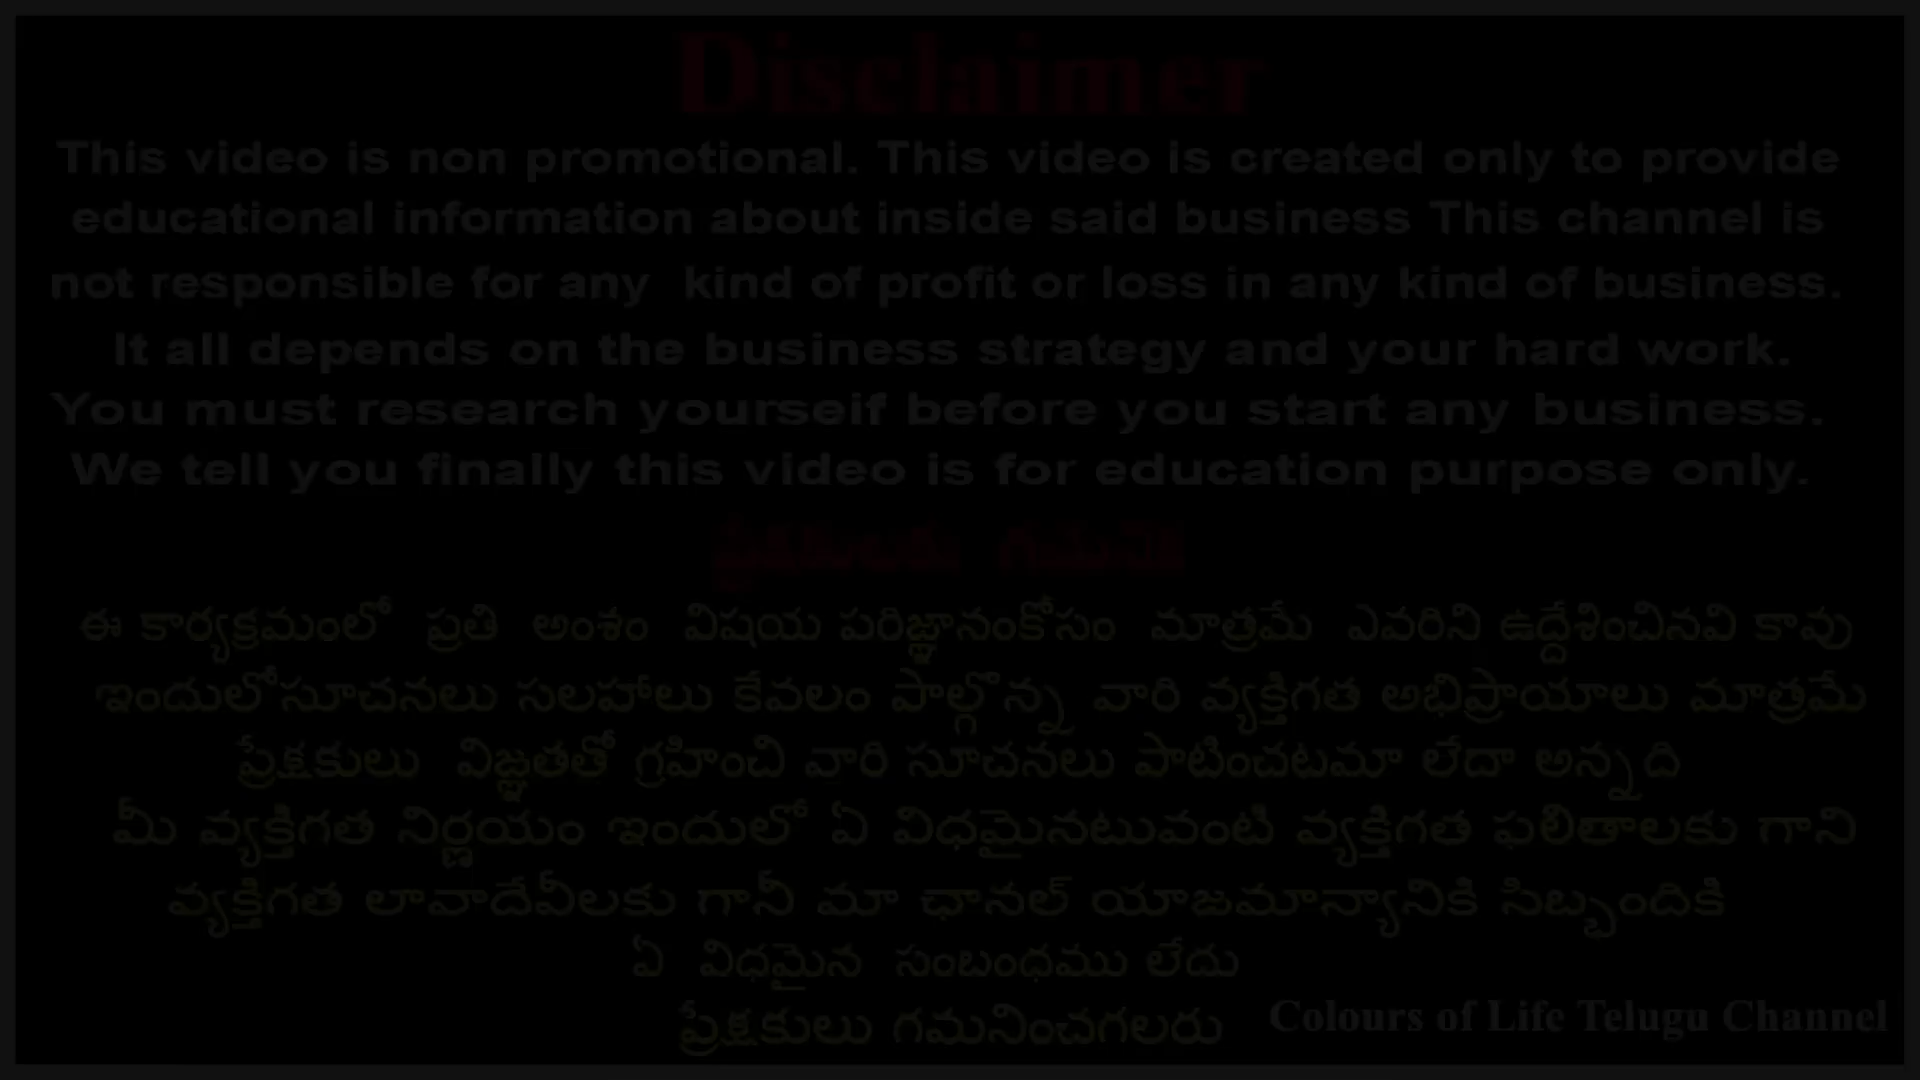 Disclaimer
This video is non promotional. This video is created only to provide
educational information about inside said business This channel is
not responsible for any kind of profit or loss in any kind of business.
It all depends on the business strategy and your hard work.
You must research yourseif before you start any business.
We tell you finally this video is for education purpose only.
ప్రేక్షకులకు గమనిక
ఈ కార్యక్రమంలో ప్రతి అంశం విషయ పరిజ్ఞానంకోసం మాత్రమే ఎవరిని ఉద్దేశించినవి కావు
ఇందులోసూచనలు సలహాలు కేవలం పాల్గొన్న వారి వ్యక్తిగత అభిప్రాయాలు మాత్రమే
ప్రేక్షకులు విజ్ఞతతో గ్రహించి వారి సూచనలు పాటించటమా లేదా అన్నది
మీ వ్యక్తిగత నిర్ణయం ఇందులో ఏ విధమైనటువంటి వ్యక్తిగత ఫలితాలకు గాని
వ్యక్తిగత లావాదేవీలకు గానీ మా ఛానల్ యాజమాన్యానికి సిబ్బందికి
ఏ విధమైన సంబంధము లేదు
ప్రేక్షకులు గమనించగలరు
Colours of Life Telugu Channel